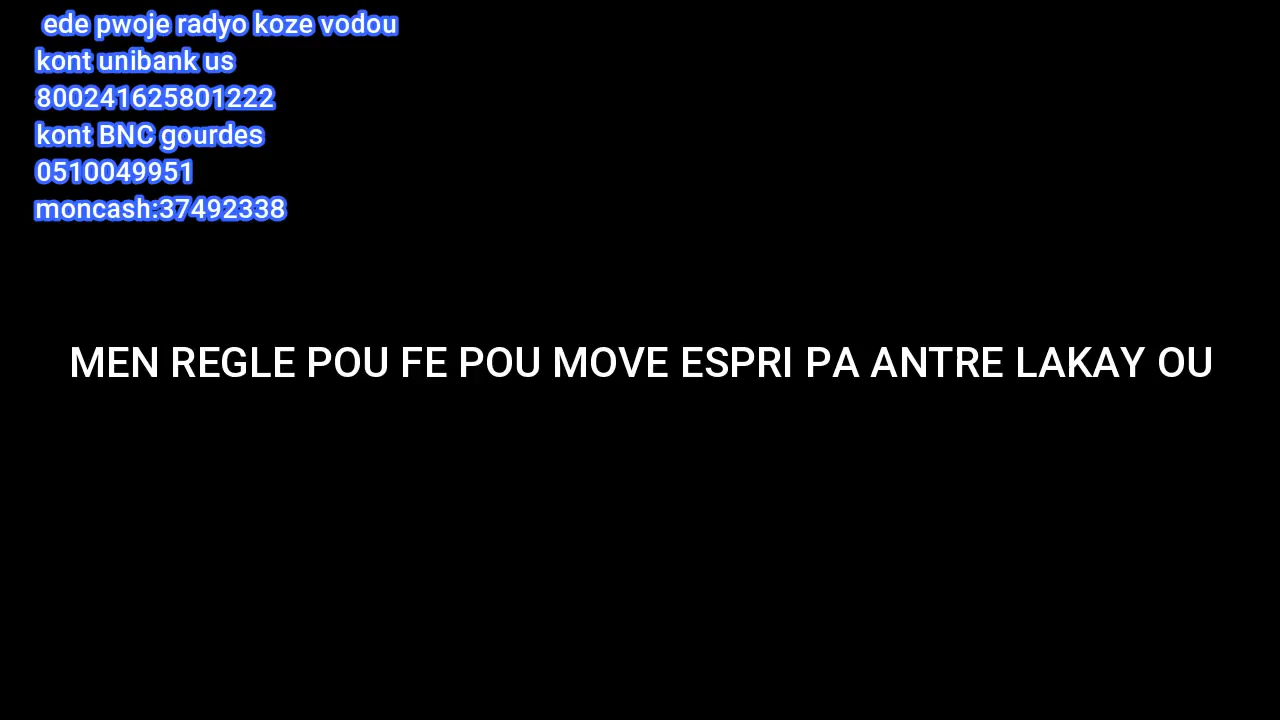 ede pwoje radyo koze vodou
kont unibank us
800241625801222
kont BNC gourdes
0510049951
moncash:37492338
MEN REGLE POU FE POU MOVE ESPRI PA ANTRE LAKAY OU